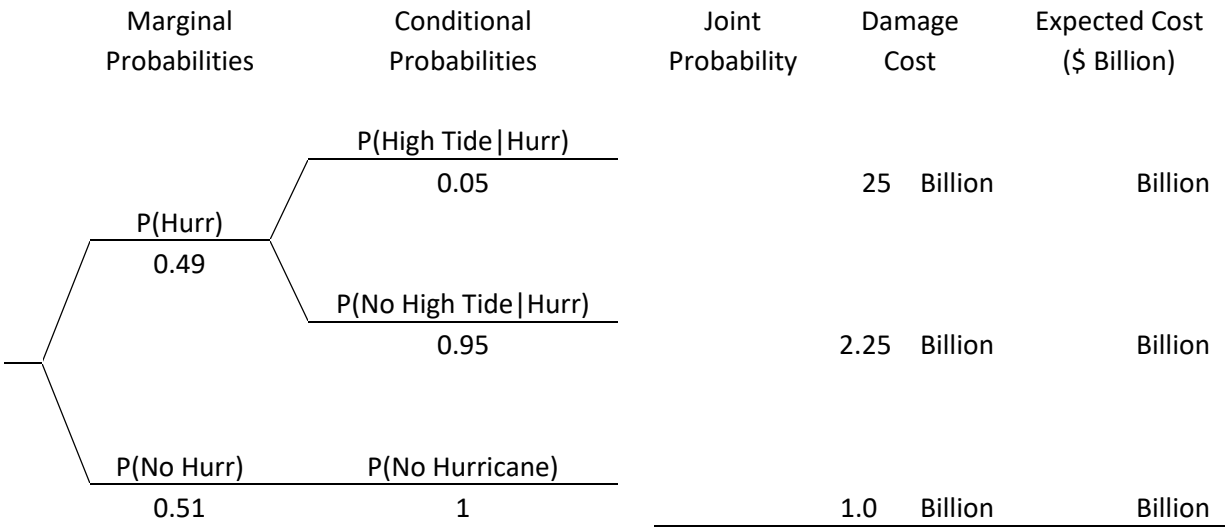 Marginal Conditional Joint Damage Expected Cost
Probabilities Probabilities Probability Cost ($ Billion)
P(High Tide|Hurr)
0.05 25 Billion Billion
P(Hurr)
0.49
P(No High Tide|Hurr)
0.95 2.25 Billion Billion
P(No Hurr) P(No Hurricane)
0.51 1 1.0 Billion Billion